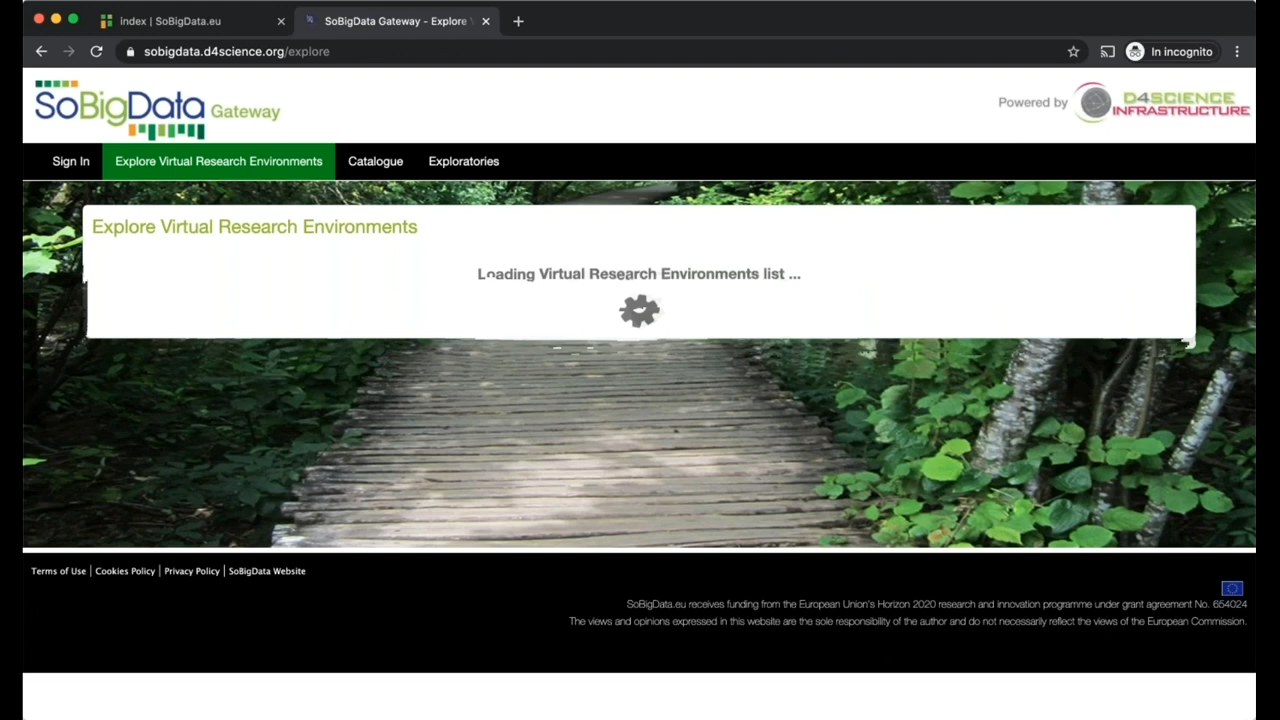 index | SoBigData.eu
SoBigData Gateway - Explore
sobigdata.d4science.org/explore
In incognito
SoBigData Gateway
Powered by
D4SCIENCE
INFRASTRUCTURE
Sign In
Explore Virtual Research Environments
Catalogue
Exploratories
Explore Virtual Research Environments
Loading Virtual Research Environments list ...
Terms of Use | Cookies Policy | Privacy Policy | SoBigData Website
SoBigData.eu receives funding from the European Union's Horizon 2020 research and innovation programme under grant agreement No. 654024
The views and opinions expressed in this website are the sole responsibility of the author and do not necessarily reflect the views of the European Commission.